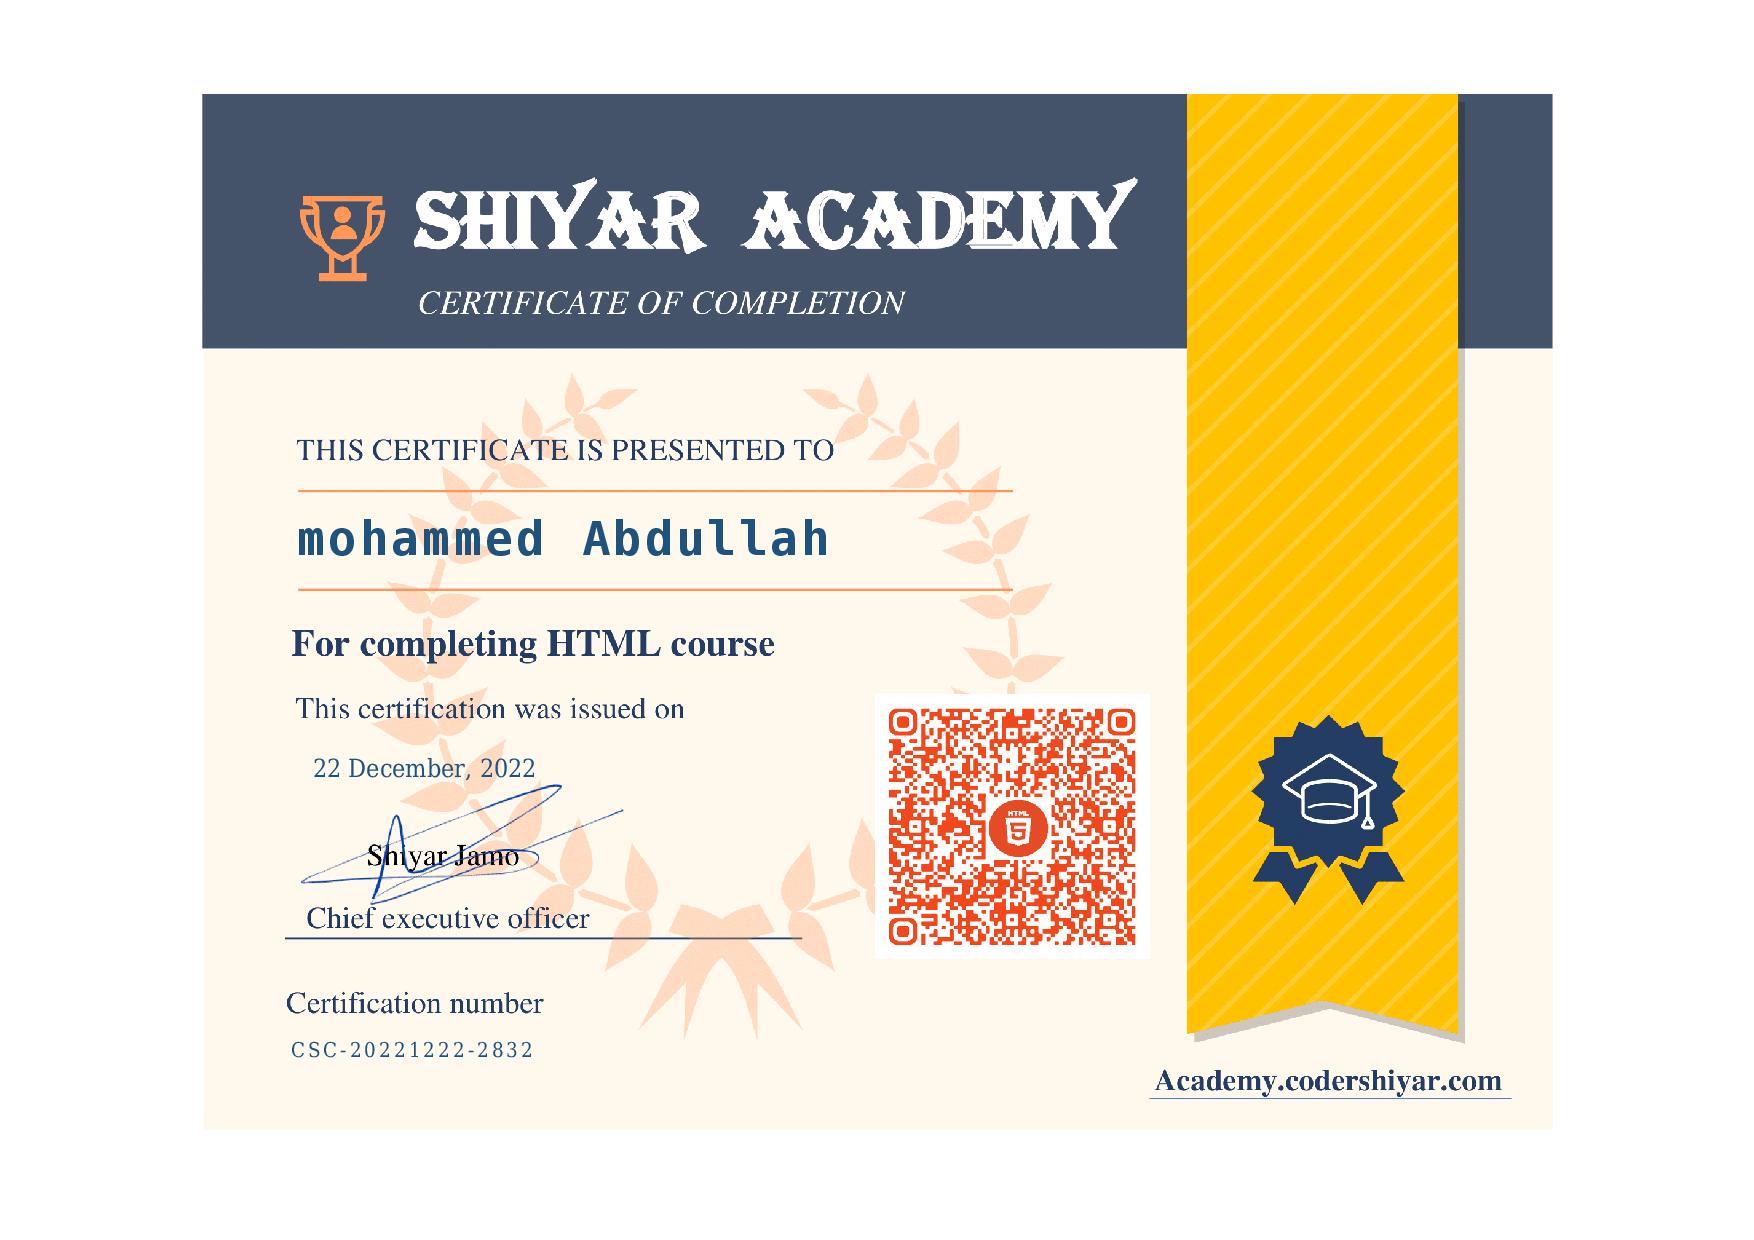 SHIYAR ACADEMY
CERTIFICATE OF COMPLETION
THIS CERTIFICATE IS PRESENTED TO
mohammed Abdullah
For completing HTML course
This certification was issued on
22 December, 2022
Shiyar Jamo
Chief executive officer
HTML
5
Certification number
CSC-20221222-2832
Academy.codershiyar.com